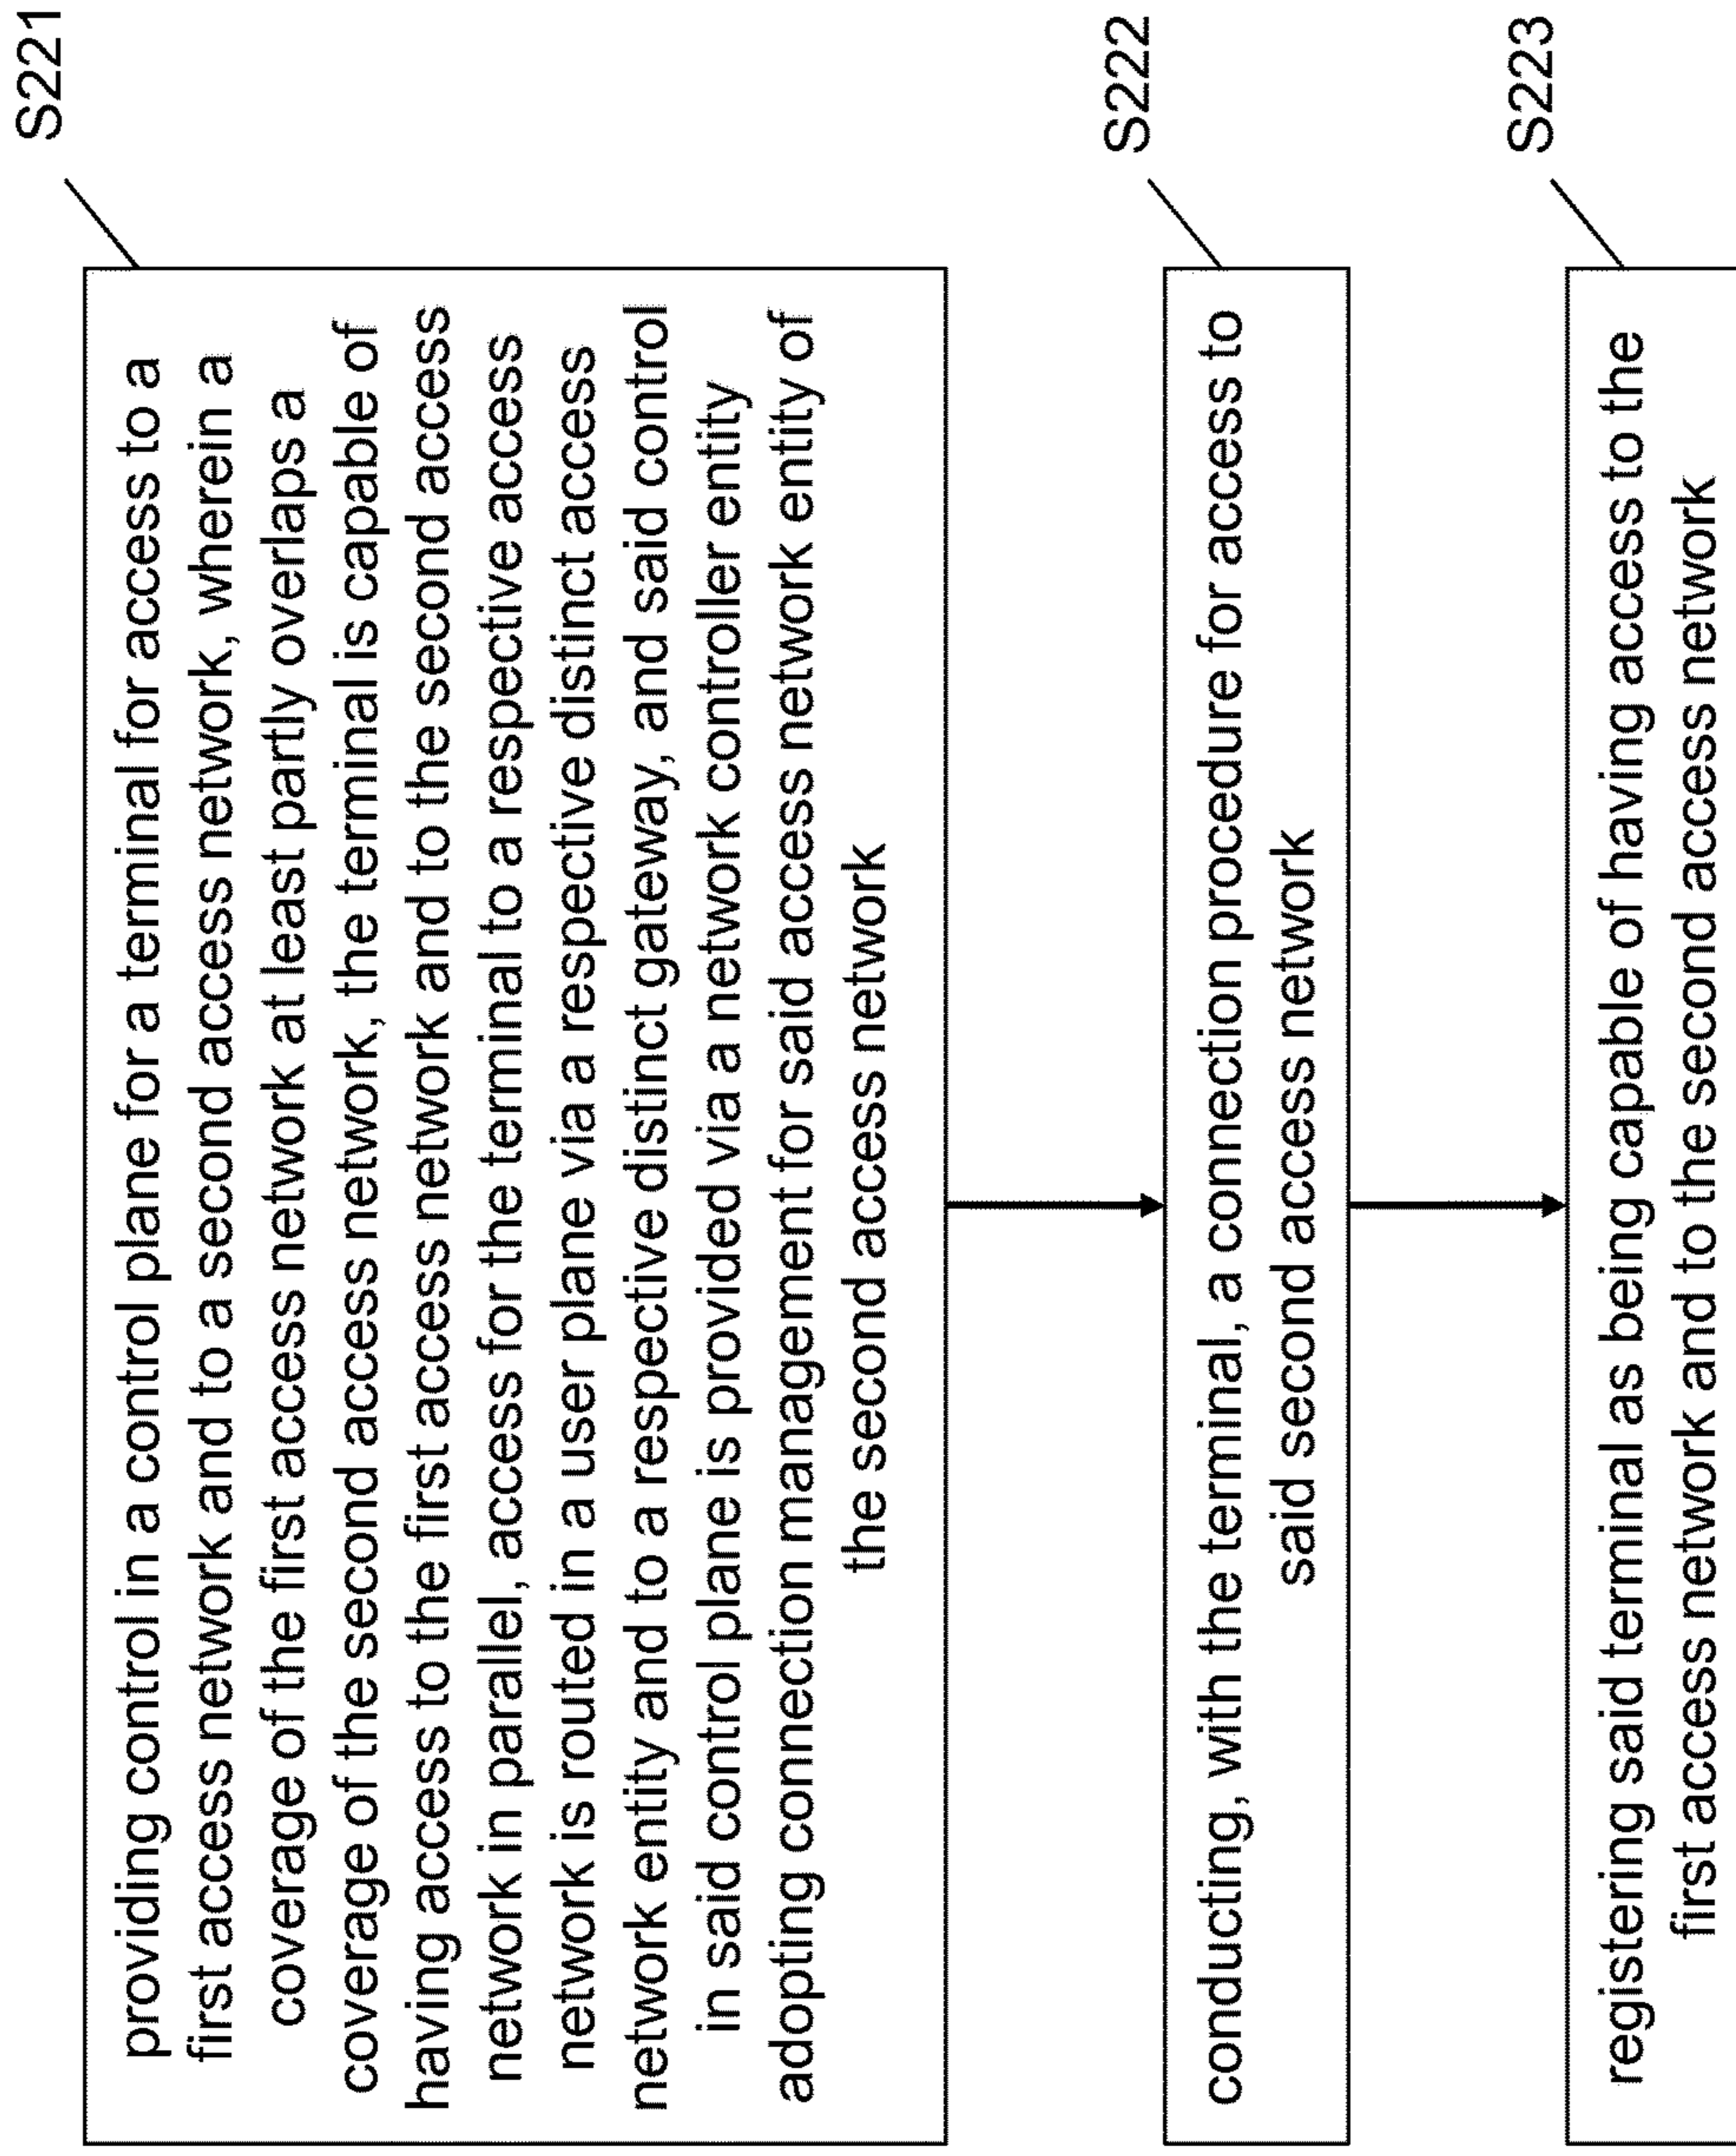 S221
providing control in a control plane for a terminal for access to a
first access network and to a second access network, wherein a
coverage of the first access network at least partly overlaps a
coverage of the second access network, the terminal is capable of
having access to the first access network and to the second access
network in parallel, access for the terminal to a respective access
network is routed in a user plane via a respective distinct access
network entity and to a respective distinct gateway, and said control
in said control plane is provided via a network controller entity
adopting connection management for said access network entity of
the second access network
S222
conducting, with the terminal, a connection procedure for access to
said second access network
S223
registering said terminal as being capable of having access to the
first access network and to the second access network